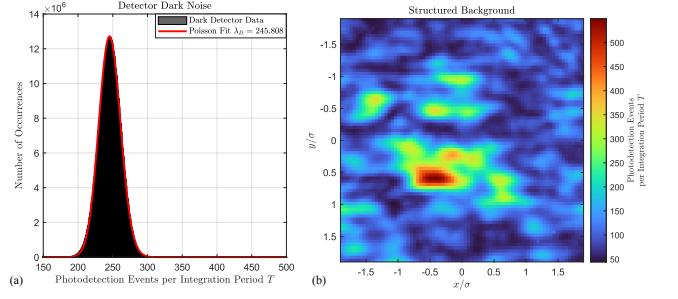 Detector Dark Noise
×10⁶
14
12
10
8
6
4
2
0
Number of Occurrences
Dark Detector Data
Poisson Fit λ_D = 245.808
150 200 250 300 350 400 450 500
(a) Photodetection Events per Integration Period T
Structured Background
-1.5
-1
-0.5
0
0.5
1
1.5
y/σ
-1.5 -1 -0.5 0 0.5 1 1.5
(b) x/σ
500
450
400
350
300
250
200
150
100
50
Photodetection Events
per Integration Period T